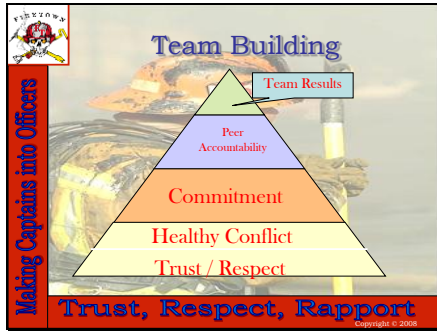 FIRETOWN
Team Building
Team Results
Peer
Accountability
Commitment
Healthy Conflict
Trust / Respect
Making Captains into Officers
Trust, Respect, Rapport
Copyright © 2008